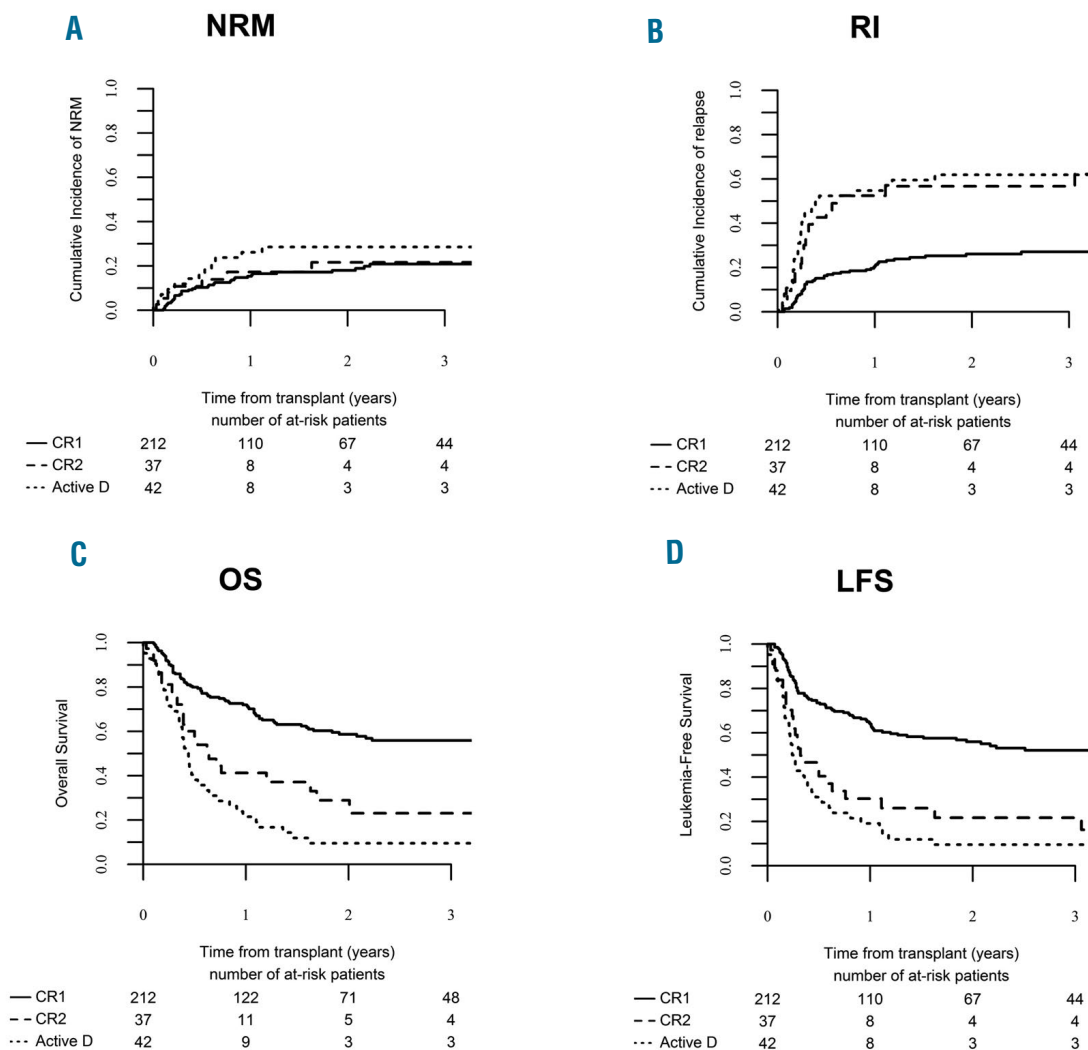 A
NRM
Cumulative Incidence of NRM
1.0
0.8
0.6
0.4
0.2
0.0
0 1 2 3
Time from transplant (years)
number of at-risk patients
CR1 212 110 67 44
CR2 37 8 4 4
Active D 42 8 3 3
B
RI
Cumulative Incidence of relapse
1.0
0.8
0.6
0.4
0.2
0.0
0 1 2 3
Time from transplant (years)
number of at-risk patients
CR1 212 110 67 44
CR2 37 8 4 4
Active D 42 8 3 3
C
OS
Overall Survival
1.0
0.8
0.6
0.4
0.2
0.0
0 1 2 3
Time from transplant (years)
number of at-risk patients
CR1 212 122 71 48
CR2 37 11 5 4
Active D 42 9 3 3
D
LFS
Leukemia-Free Survival
1.0
0.8
0.6
0.4
0.2
0.0
0 1 2 3
Time from transplant (years)
number of at-risk patients
CR1 212 110 67 44
CR2 37 8 4 4
Active D 42 8 3 3